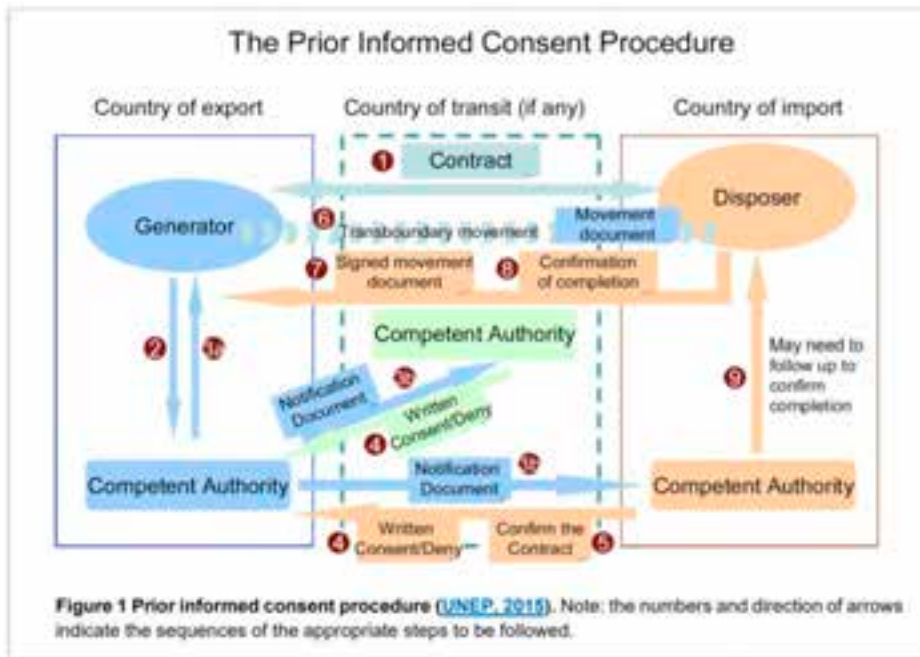 The Prior Informed Consent Procedure
Country of export
Country of transit (if any)
Country of import
1
Contract
Generator
Disposer
6
Transboundary movement
Movement
document
7
Signed movement
document
8
Confirmation
of completion
2
3a
Competent Authority
Notification
Document
4
Written
Consent/Deny
9
May need to
follow up to
confirm
completion
Competent Authority
Notification
Document
Competent Authority
4
Written
Consent/Deny
Confirm the
Contract
5
Figure 1 Prior informed consent procedure (UNEP, 2015). Note: the numbers and direction of arrows
indicate the sequences of the appropriate steps to be followed.